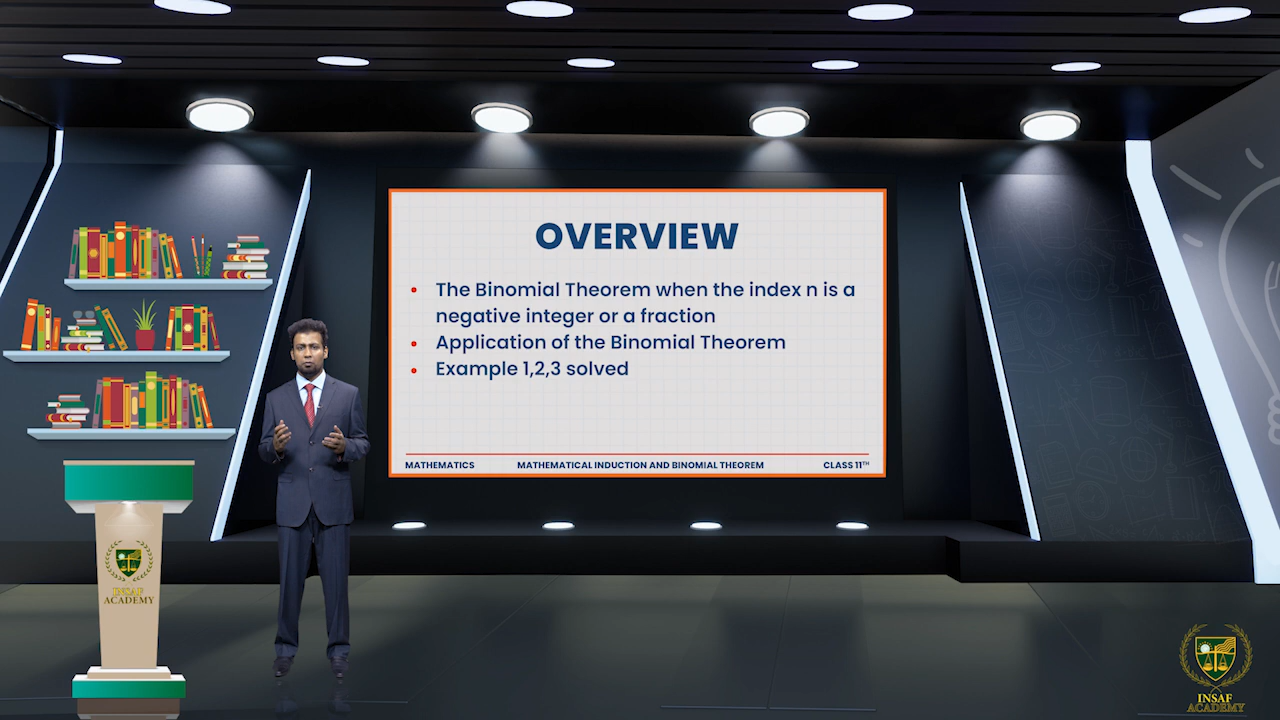 OVERVIEW
• The Binomial Theorem when the index n is a
negative integer or a fraction
• Application of the Binomial Theorem
• Example 1,2,3 solved
MATHEMATICS MATHEMATICAL INDUCTION AND BINOMIAL THEOREM CLASS 11TH
INSAF
ACADEMY
INSAF
ACADEMY